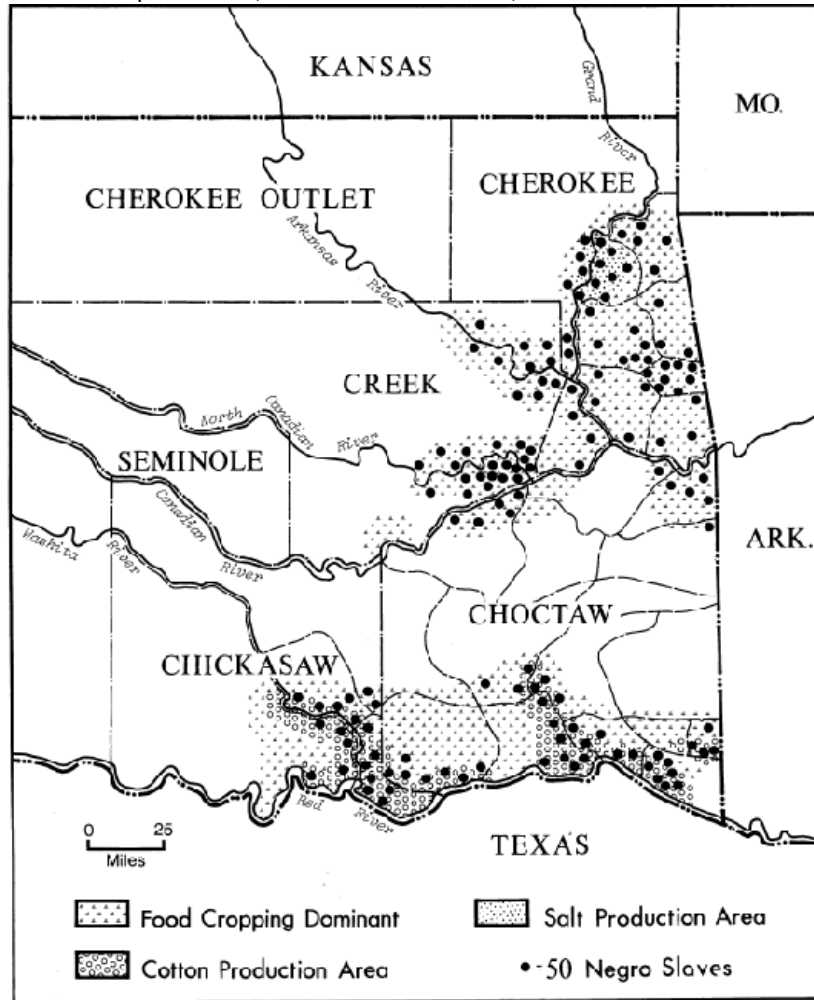 KANSAS
Grand
River
MO.
CHEROKEE OUTLET
CHEROKEE
Arkansas
River
CREEK
North
Canadian
River
SEMINOLE
Canadian
River
Washita
River
ARK.
CHOCTAW
CHICKASAW
Red
River
0 25
Miles
TEXAS
Food Cropping Dominant
Salt Production Area
Cotton Production Area
-50 Negro Slaves